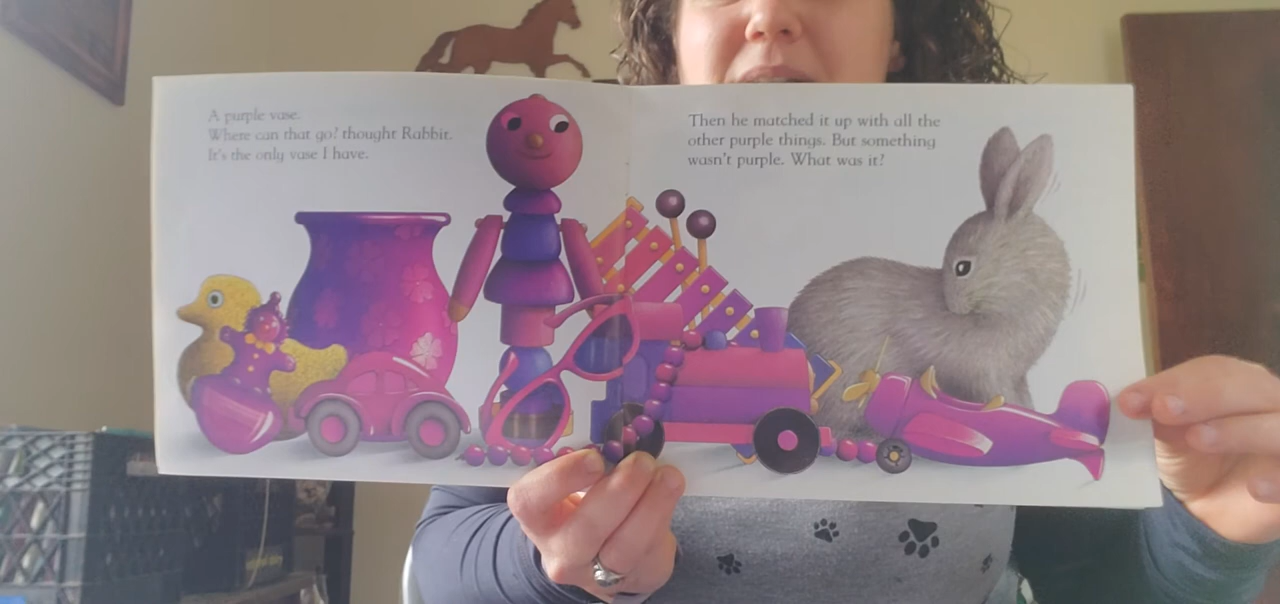 A purple vase.
Where can that go? thought Rabbit.
It's the only vase I have.
Then he matched it up with all the
other purple things. But something
wasn't purple. What was it?